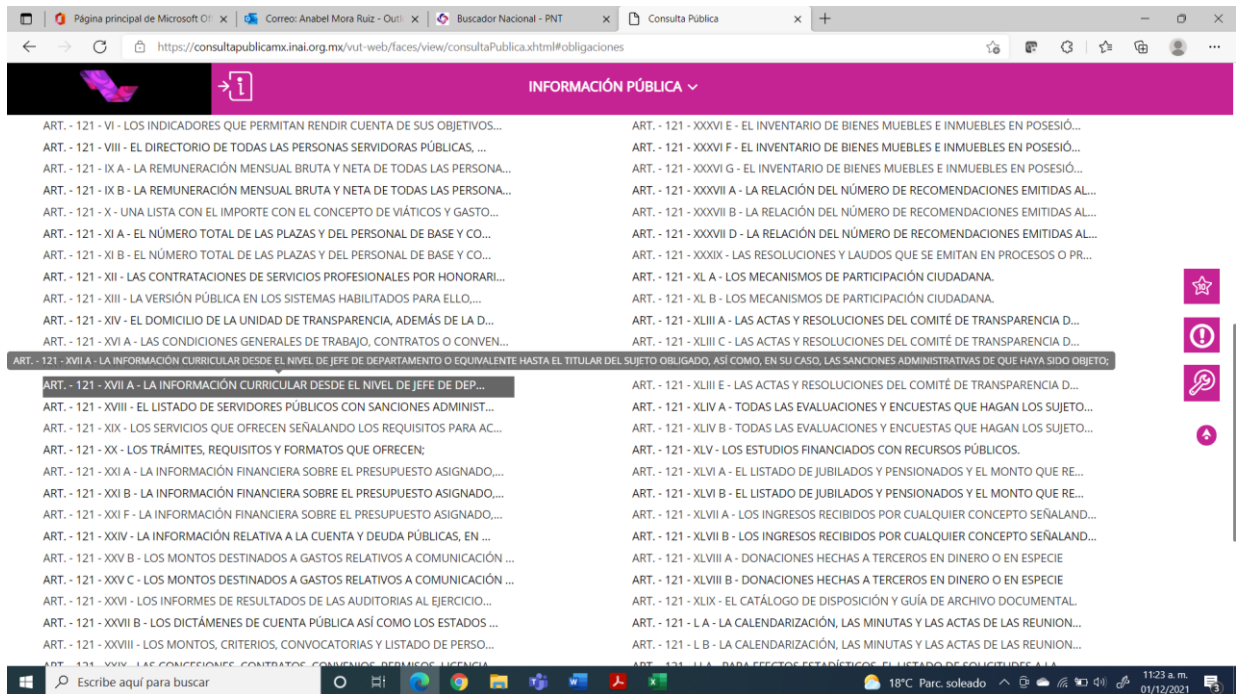 Página principal de Microsoft Of
Correo: Anabel Mora Ruiz - Outl
Buscador Nacional - PNT
Consulta Pública
https://consultapublicamx.inai.org.mx/vut-web/faces/view/consultaPublica.xhtml#obligaciones
INFORMACIÓN PÚBLICA
ART. - 121 - VI - LOS INDICADORES QUE PERMITAN RENDIR CUENTA DE SUS OBJETIVOS...
ART. - 121 - VIII - EL DIRECTORIO DE TODAS LAS PERSONAS SERVIDORAS PÚBLICAS, ...
ART. - 121 - IX A - LA REMUNERACIÓN MENSUAL BRUTA Y NETA DE TODAS LAS PERSONA...
ART. - 121 - IX B - LA REMUNERACIÓN MENSUAL BRUTA Y NETA DE TODAS LAS PERSONA...
ART. - 121 - X - UNA LISTA CON EL IMPORTE CON EL CONCEPTO DE VIÁTICOS Y GASTO...
ART. - 121 - XI A - EL NÚMERO TOTAL DE LAS PLAZAS Y DEL PERSONAL DE BASE Y CO...
ART. - 121 - XI B - EL NÚMERO TOTAL DE LAS PLAZAS Y DEL PERSONAL DE BASE Y CO...
ART. - 121 - XII - LAS CONTRATACIONES DE SERVICIOS PROFESIONALES POR HONORARI...
ART. - 121 - XIII - LA VERSIÓN PÚBLICA EN LOS SISTEMAS HABILITADOS PARA ELLO,...
ART. - 121 - XIV - EL DOMICILIO DE LA UNIDAD DE TRANSPARENCIA, ADEMÁS DE LA D...
ART. - 121 - XVI A - LAS CONDICIONES GENERALES DE TRABAJO, CONTRATOS O CONVEN...
ART. - 121 - XVII A - LA INFORMACIÓN CURRICULAR DESDE EL NIVEL DE JEFE DE DEPARTAMENTO O EQUIVALENTE HASTA EL TITULAR DEL SUJETO OBLIGADO, ASÍ COMO, EN SU CASO, LAS SANCIONES ADMINISTRATIVAS DE QUE HAYA SIDO OBJETO;
ART. - 121 - XVII A - LA INFORMACIÓN CURRICULAR DESDE EL NIVEL DE JEFE DE DEP...
ART. - 121 - XVIII - EL LISTADO DE SERVIDORES PÚBLICOS CON SANCIONES ADMINIST...
ART. - 121 - XIX - LOS SERVICIOS QUE OFRECEN SEÑALANDO LOS REQUISITOS PARA AC...
ART. - 121 - XX - LOS TRÁMITES, REQUISITOS Y FORMATOS QUE OFRECEN;
ART. - 121 - XXI A - LA INFORMACIÓN FINANCIERA SOBRE EL PRESUPUESTO ASIGNADO,...
ART. - 121 - XXI B - LA INFORMACIÓN FINANCIERA SOBRE EL PRESUPUESTO ASIGNADO,...
ART. - 121 - XXI F - LA INFORMACIÓN FINANCIERA SOBRE EL PRESUPUESTO ASIGNADO,...
ART. - 121 - XXIV - LA INFORMACIÓN RELATIVA A LA CUENTA Y DEUDA PÚBLICAS, EN ...
ART. - 121 - XXV B - LOS MONTOS DESTINADOS A GASTOS RELATIVOS A COMUNICACIÓN ...
ART. - 121 - XXV C - LOS MONTOS DESTINADOS A GASTOS RELATIVOS A COMUNICACIÓN ...
ART. - 121 - XXVI - LOS INFORMES DE RESULTADOS DE LAS AUDITORIAS AL EJERCICIO...
ART. - 121 - XXVII B - LOS DICTÁMENES DE CUENTA PÚBLICA ASÍ COMO LOS ESTADOS ...
ART. - 121 - XXVIII - LOS MONTOS, CRITERIOS, CONVOCATORIAS Y LISTADO DE PERSO...
ART. - 121 - XXIX - LAS CONCESIONES, CONTRATOS, CONVENIOS, PERMISOS, LICENCIA...
ART. - 121 - XXXVI E - EL INVENTARIO DE BIENES MUEBLES E INMUEBLES EN POSESIÓ...
ART. - 121 - XXXVI F - EL INVENTARIO DE BIENES MUEBLES E INMUEBLES EN POSESIÓ...
ART. - 121 - XXXVI G - EL INVENTARIO DE BIENES MUEBLES E INMUEBLES EN POSESIÓ...
ART. - 121 - XXXVII A - LA RELACIÓN DEL NÚMERO DE RECOMENDACIONES EMITIDAS AL...
ART. - 121 - XXXVII B - LA RELACIÓN DEL NÚMERO DE RECOMENDACIONES EMITIDAS AL...
ART. - 121 - XXXVII D - LA RELACIÓN DEL NÚMERO DE RECOMENDACIONES EMITIDAS AL...
ART. - 121 - XXXIX - LAS RESOLUCIONES Y LAUDOS QUE SE EMITAN EN PROCESOS O PR...
ART. - 121 - XL A - LOS MECANISMOS DE PARTICIPACIÓN CIUDADANA.
ART. - 121 - XL B - LOS MECANISMOS DE PARTICIPACIÓN CIUDADANA.
ART. - 121 - XLIII A - LAS ACTAS Y RESOLUCIONES DEL COMITÉ DE TRANSPARENCIA D...
ART. - 121 - XLIII C - LAS ACTAS Y RESOLUCIONES DEL COMITÉ DE TRANSPARENCIA D...
ART. - 121 - XLIII E - LAS ACTAS Y RESOLUCIONES DEL COMITÉ DE TRANSPARENCIA D...
ART. - 121 - XLIV A - TODAS LAS EVALUACIONES Y ENCUESTAS QUE HAGAN LOS SUJETO...
ART. - 121 - XLIV B - TODAS LAS EVALUACIONES Y ENCUESTAS QUE HAGAN LOS SUJETO...
ART. - 121 - XLV - LOS ESTUDIOS FINANCIADOS CON RECURSOS PÚBLICOS.
ART. - 121 - XLVI A - EL LISTADO DE JUBILADOS Y PENSIONADOS Y EL MONTO QUE RE...
ART. - 121 - XLVI B - EL LISTADO DE JUBILADOS Y PENSIONADOS Y EL MONTO QUE RE...
ART. - 121 - XLVII A - LOS INGRESOS RECIBIDOS POR CUALQUIER CONCEPTO SEÑALAND...
ART. - 121 - XLVII B - LOS INGRESOS RECIBIDOS POR CUALQUIER CONCEPTO SEÑALAND...
ART. - 121 - XLVIII A - DONACIONES HECHAS A TERCEROS EN DINERO O EN ESPECIE
ART. - 121 - XLVIII B - DONACIONES HECHAS A TERCEROS EN DINERO O EN ESPECIE
ART. - 121 - XLIX - EL CATÁLOGO DE DISPOSICIÓN Y GUÍA DE ARCHIVO DOCUMENTAL.
ART. - 121 - L A - LA CALENDARIZACIÓN, LAS MINUTAS Y LAS ACTAS DE LAS REUNION...
ART. - 121 - L B - LA CALENDARIZACIÓN, LAS MINUTAS Y LAS ACTAS DE LAS REUNION...
ART. - 121 - LI A - PARA EFECTOS ESTADÍSTICOS, EL LISTADO DE SOLICITUDES A LA...
Escribe aquí para buscar
18°C Parc. soleado
11:23 a. m.
01/12/2021